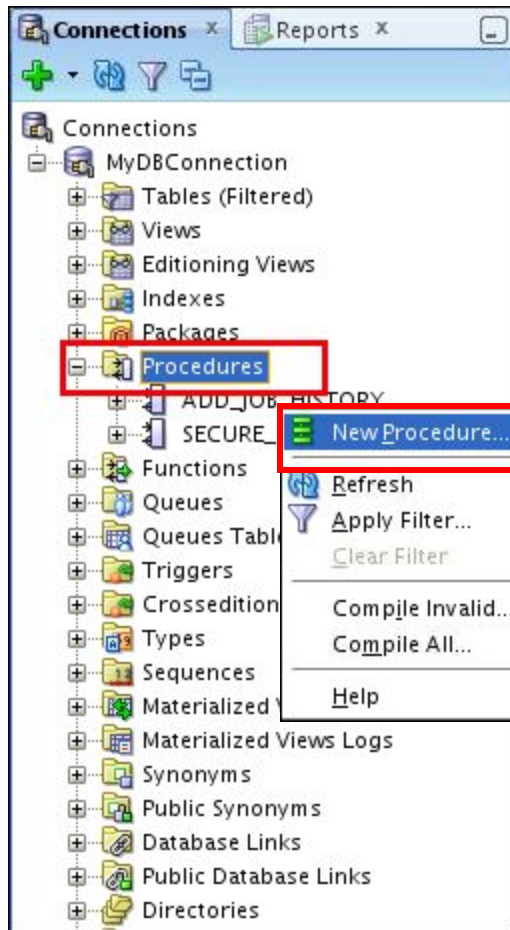 Connections Reports
Connections
MyDBConnection
Tables (Filtered)
Views
Editioning Views
Indexes
Packages
Procedures
ADD_JOB_HISTORY
SECURE_
New Procedure...
Functions
Refresh
Queues
Apply Filter...
Queues Tabl
Clear Filter
Triggers
Crossedition
Compile Invalid...
Types
Compile All...
Sequences
Materialized V
Help
Materialized Views Logs
Synonyms
Public Synonyms
Database Links
Public Database Links
Directories